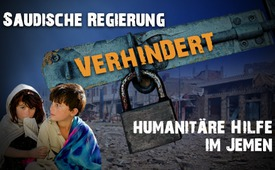 Saudische Regierung
verhindert
humanitäre Hilfe
im Jemen